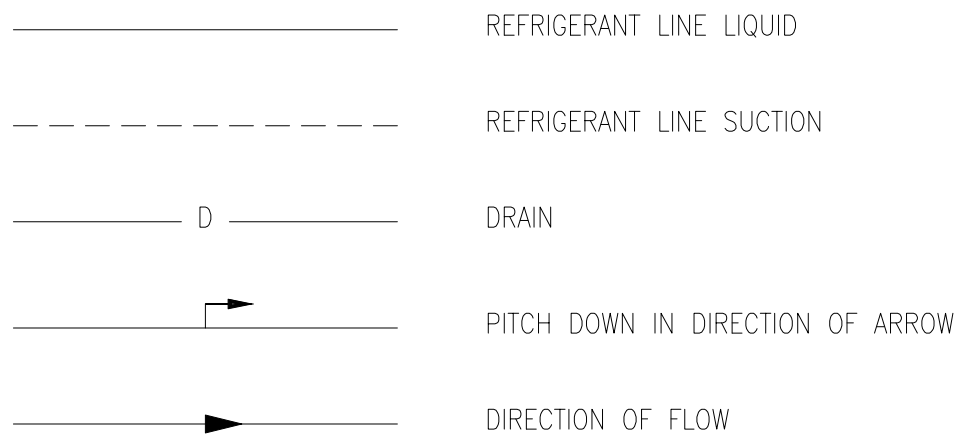 REFRIGERANT LINE LIQUID
REFRIGERANT LINE SUCTION
D DRAIN
PITCH DOWN IN DIRECTION OF ARROW
DIRECTION OF FLOW